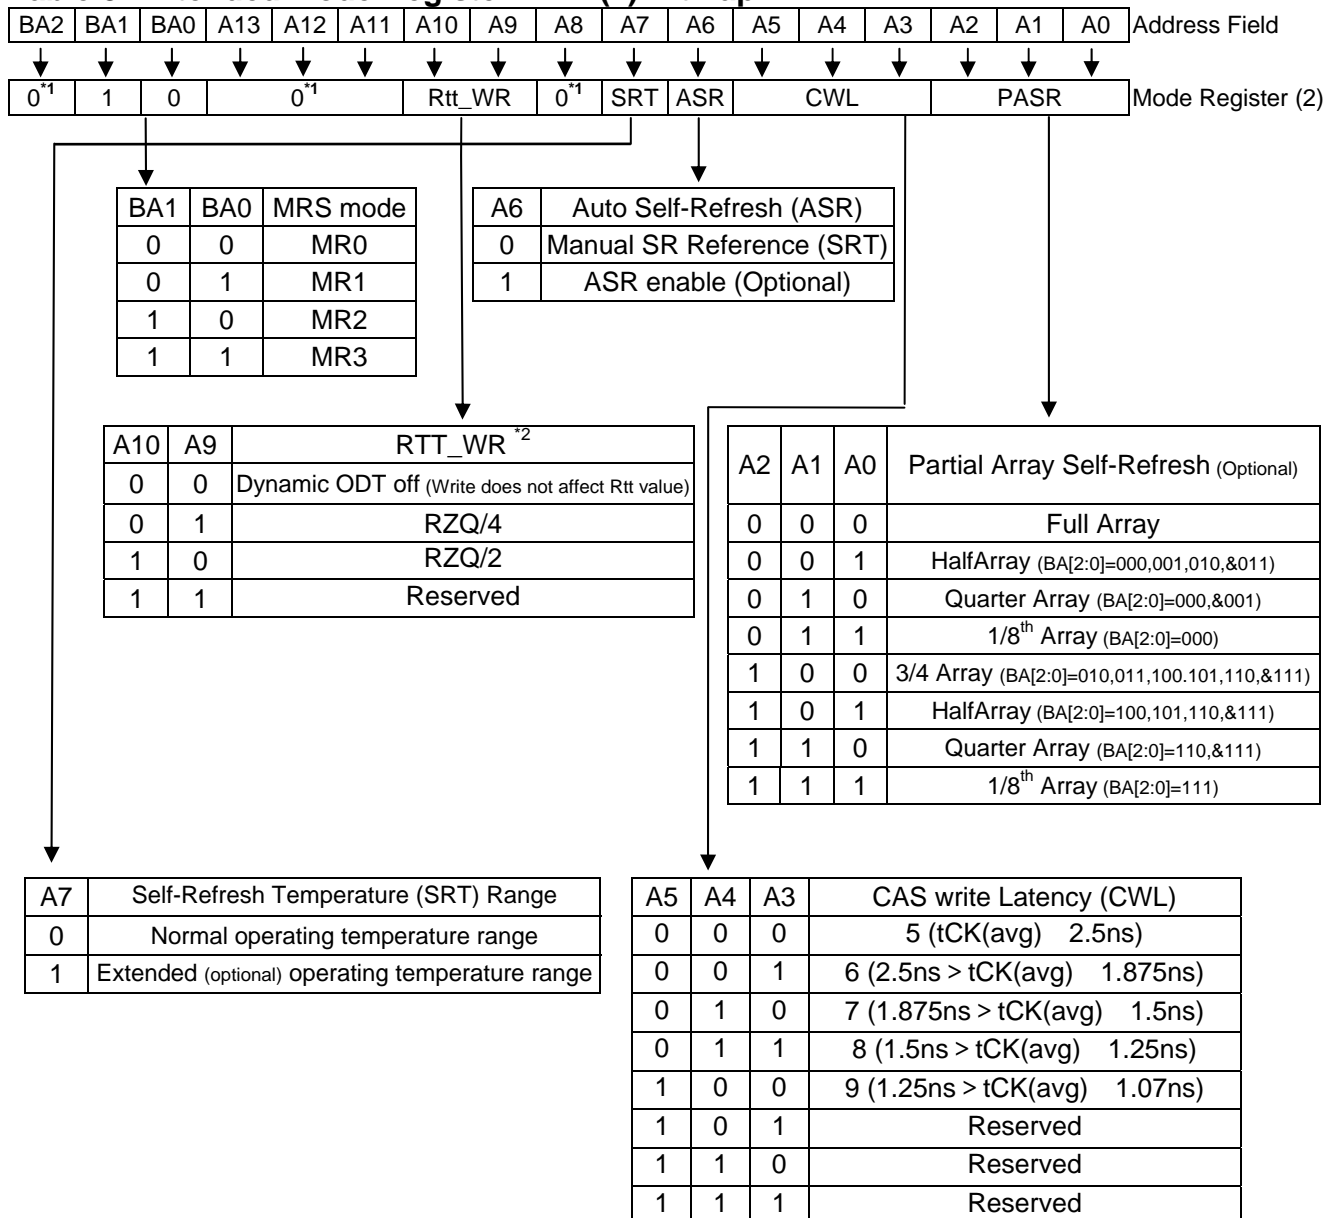 BA2 BA1 BA0 A13 A12 A11 A10 A9 A8 A7 A6 A5 A4 A3 A2 A1 A0 Address Field
0*1 1 0 0*1 Rtt_WR 0*1 SRT ASR CWL PASR Mode Register (2)
BA1 BA0 MRS mode
0 0 MR0
0 1 MR1
1 0 MR2
1 1 MR3
A6 Auto Self-Refresh (ASR)
0 Manual SR Reference (SRT)
1 ASR enable (Optional)
A10 A9 RTT_WR *2
0 0 Dynamic ODT off (Write does not affect Rtt value)
0 1 RZQ/4
1 0 RZQ/2
1 1 Reserved
A2 A1 A0 Partial Array Self-Refresh (Optional)
0 0 0 Full Array
0 0 1 HalfArray (BA[2:0]=000,001,010,&011)
0 1 0 Quarter Array (BA[2:0]=000,&001)
0 1 1 1/8th Array (BA[2:0]=000)
1 0 0 3/4 Array (BA[2:0]=010,011,100.101,110,&111)
1 0 1 HalfArray (BA[2:0]=100,101,110,&111)
1 1 0 Quarter Array (BA[2:0]=110,&111)
1 1 1 1/8th Array (BA[2:0]=111)
A7 Self-Refresh Temperature (SRT) Range
0 Normal operating temperature range
1 Extended (optional) operating temperature range
A5 A4 A3 CAS write Latency (CWL)
0 0 0 5 (tCK(avg) 2.5ns)
0 0 1 6 (2.5ns > tCK(avg) 1.875ns)
0 1 0 7 (1.875ns > tCK(avg) 1.5ns)
0 1 1 8 (1.5ns > tCK(avg) 1.25ns)
1 0 0 9 (1.25ns > tCK(avg) 1.07ns)
1 0 1 Reserved
1 1 0 Reserved
1 1 1 Reserved